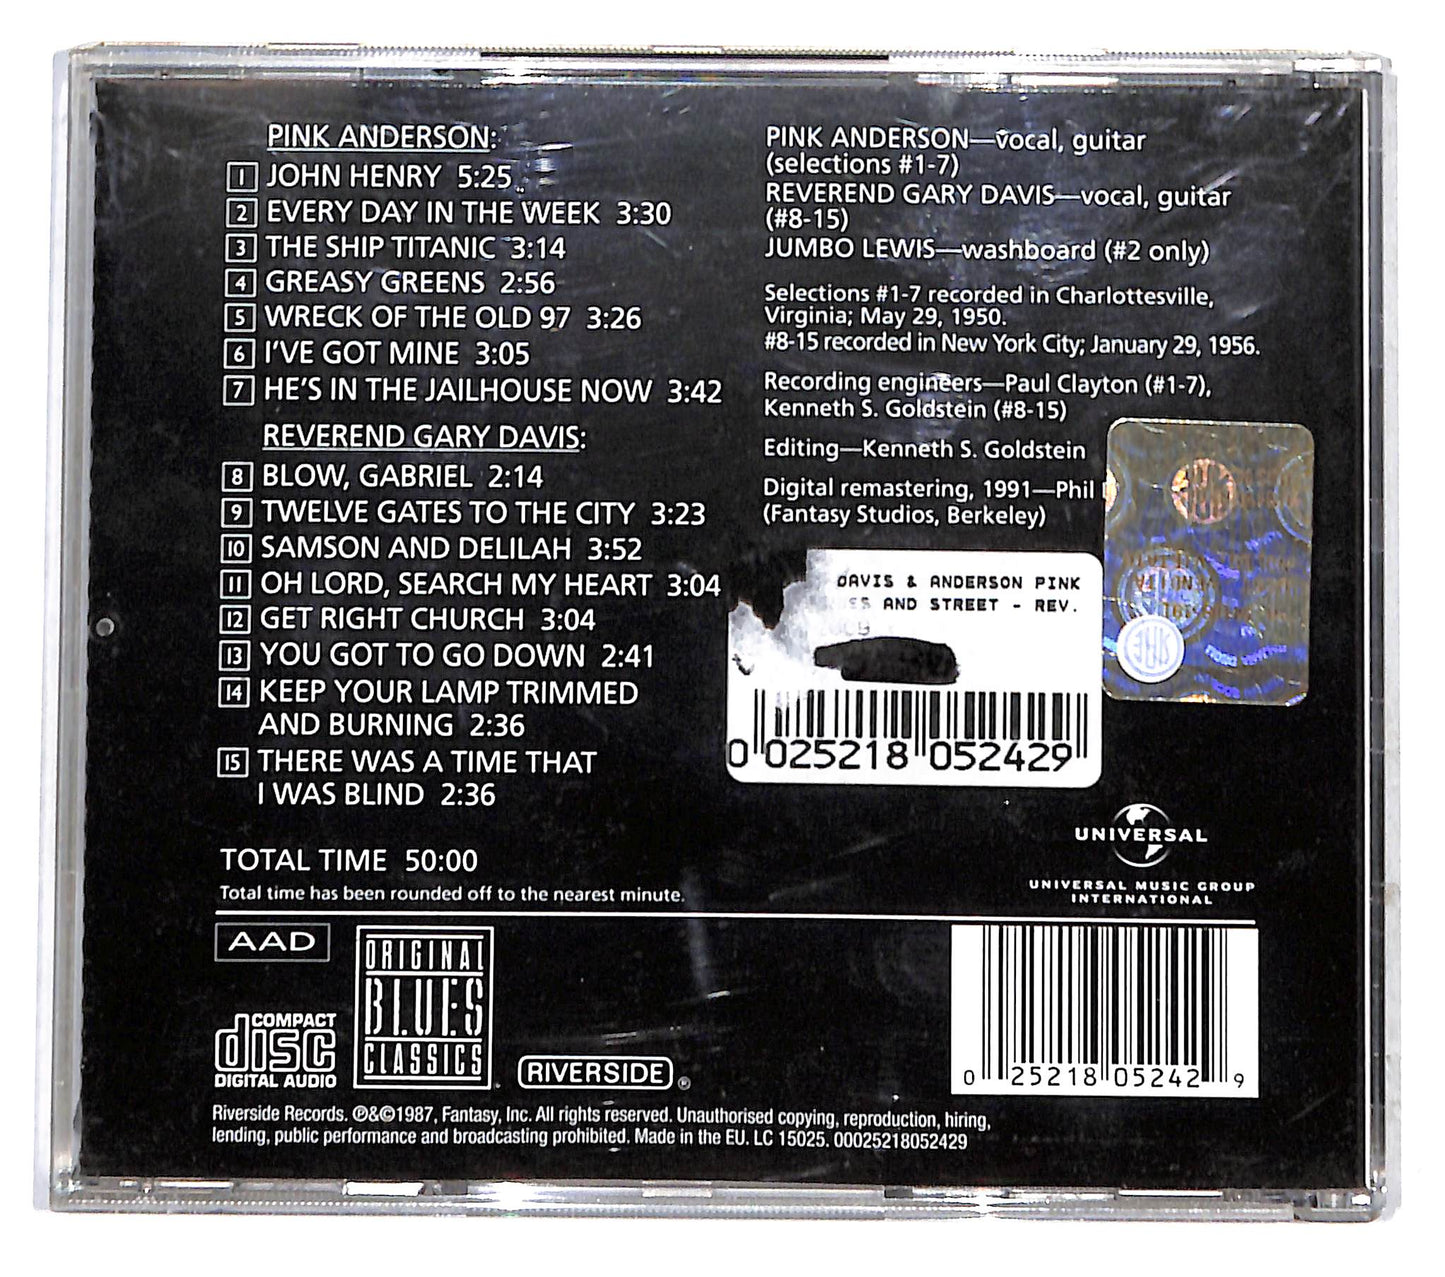 PINK ANDERSON:
1 JOHN HENRY 5:25
2 EVERY DAY IN THE WEEK 3:30
3 THE SHIP TITANIC 3:14
4 GREASY GREENS 2:56
5 WRECK OF THE OLD 97 3:26
6 I'VE GOT MINE 3:05
7 HE'S IN THE JAILHOUSE NOW 3:42
REVEREND GARY DAVIS:
8 BLOW, GABRIEL 2:14
9 TWELVE GATES TO THE CITY 3:23
10 SAMSON AND DELILAH 3:52
11 OH LORD, SEARCH MY HEART 3:04
12 GET RIGHT CHURCH 3:04
13 YOU GOT TO GO DOWN 2:41
14 KEEP YOUR LAMP TRIMMED
AND BURNING 2:36
15 THERE WAS A TIME THAT
I WAS BLIND 2:36
TOTAL TIME 50:00
Total time has been rounded off to the nearest minute.
PINK ANDERSON—vocal, guitar
(selections #1-7)
REVEREND GARY DAVIS—vocal, guitar
(#8-15)
JUMBO LEWIS—washboard (#2 only)
Selections #1-7 recorded in Charlottesville,
Virginia; May 29, 1950.
#8-15 recorded in New York City; January 29, 1956.
Recording engineers—Paul Clayton (#1-7),
Kenneth S. Goldstein (#8-15)
Editing—Kenneth S. Goldstein
Digital remastering, 1991—Phil
(Fantasy Studios, Berkeley)
DAVIS & ANDERSON PINK
AND STREET - REV.
0 025218 052429
SIAE
UNIVERSAL
UNIVERSAL MUSIC GROUP
INTERNATIONAL
AAD
ORIGINAL
BLUES
CLASSICS
COMPACT
disc
DIGITAL AUDIO
RIVERSIDE ®
0 25218 05242 9
Riverside Records. ℗&©1987, Fantasy, Inc. All rights reserved. Unauthorised copying, reproduction, hiring,
lending, public performance and broadcasting prohibited. Made in the EU. LC 15025. 00025218052429